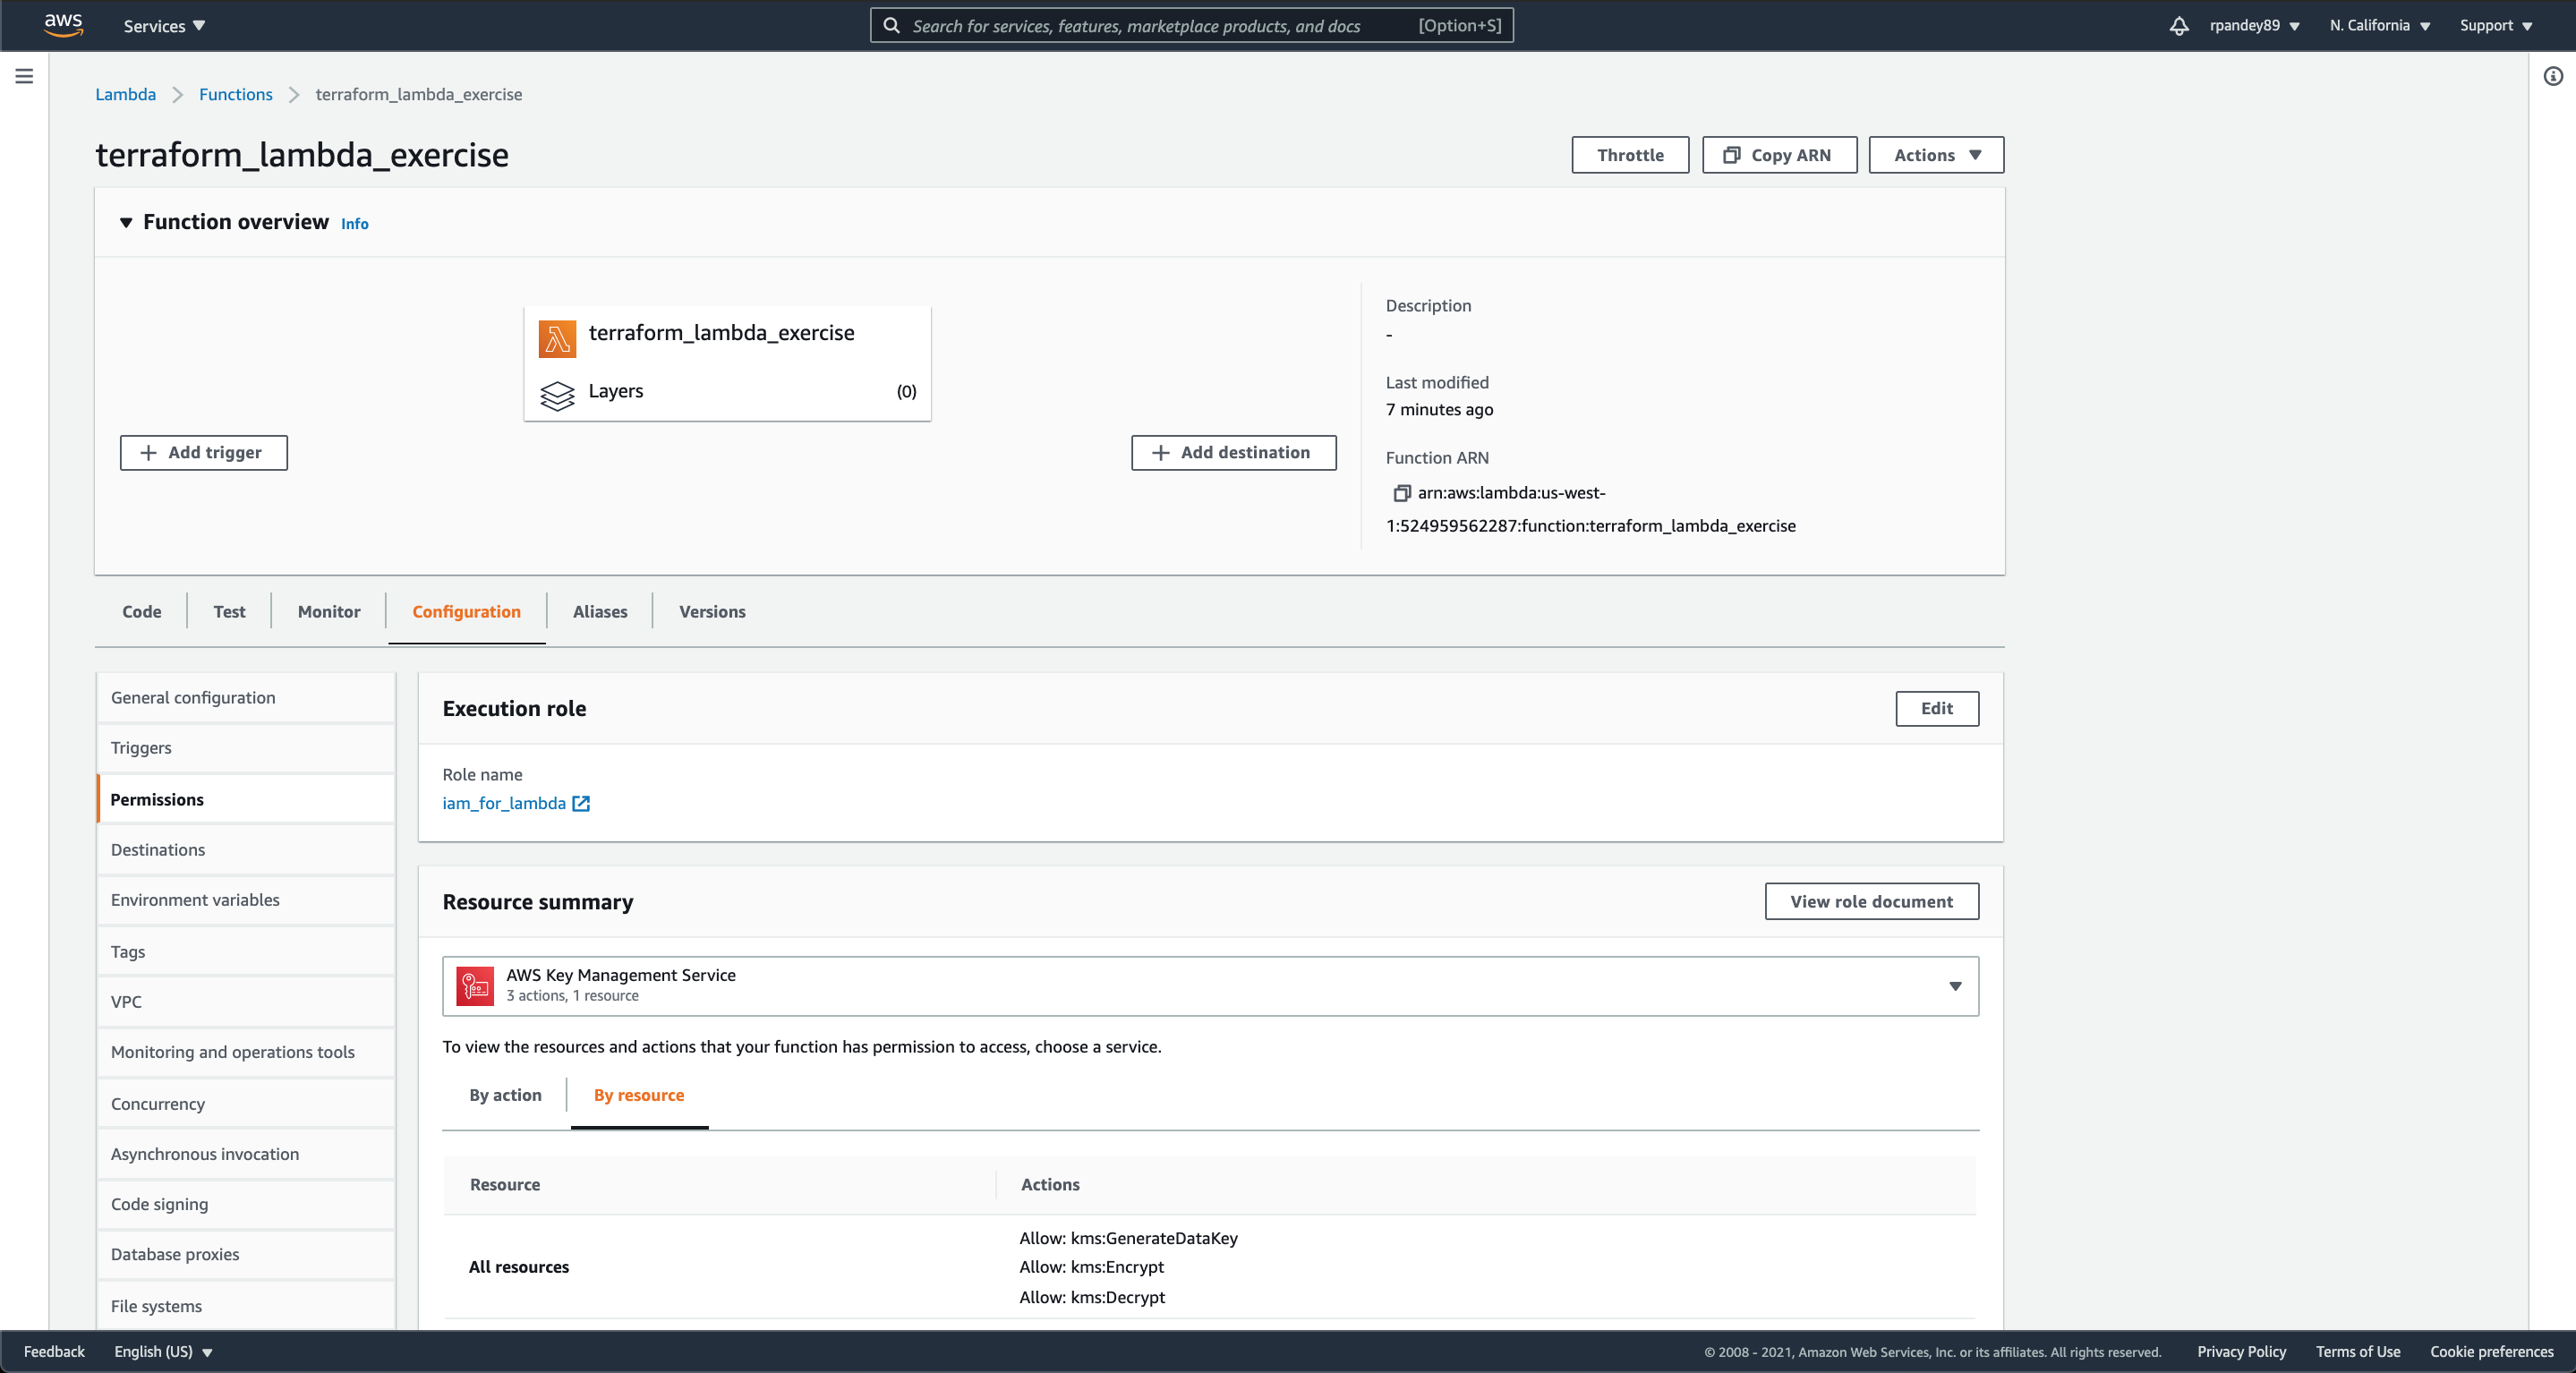 aws
Services
Search for services, features, marketplace products, and docs [Option+S]
rpandey89
N. California
Support
Lambda
Functions
terraform_lambda_exercise
terraform_lambda_exercise
Throttle
Copy ARN
Actions
Function overview Info
terraform_lambda_exercise
Layers (0)
Add trigger
Add destination
Description
-
Last modified
7 minutes ago
Function ARN
arn:aws:lambda:us-west-
1:524959562287:function:terraform_lambda_exercise
Code
Test
Monitor
Configuration
Aliases
Versions
General configuration
Triggers
Permissions
Destinations
Environment variables
Tags
VPC
Monitoring and operations tools
Concurrency
Asynchronous invocation
Code signing
Database proxies
File systems
Execution role
Edit
Role name
iam_for_lambda
Resource summary
View role document
AWS Key Management Service
3 actions, 1 resource
To view the resources and actions that your function has permission to access, choose a service.
By action
By resource
Resource
Actions
All resources
Allow: kms:GenerateDataKey
Allow: kms:Encrypt
Allow: kms:Decrypt
Feedback
English (US)
© 2008 - 2021, Amazon Web Services, Inc. or its affiliates. All rights reserved.
Privacy Policy
Terms of Use
Cookie preferences